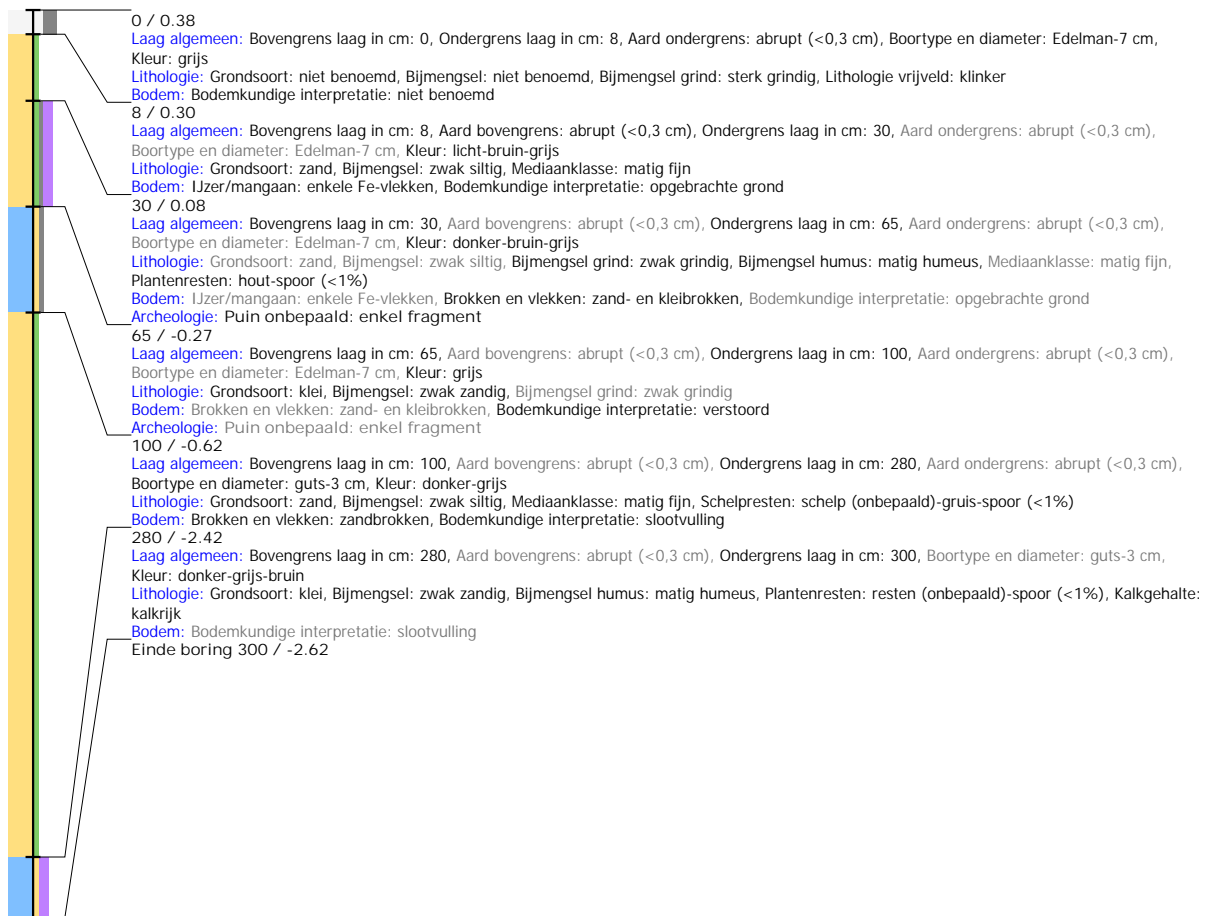 0 / 0.38
Laag algemeen: Bovengrens laag in cm: 0, Ondergrens laag in cm: 8, Aard ondergrens: abrupt (<0,3 cm), Boortype en diameter: Edelman-7 cm,
Kleur: grijs
Lithologie: Grondsoort: niet benoemd, Bijmengsel: niet benoemd, Bijmengsel grind: sterk grindig, Lithologie vrijveld: klinker
Bodem: Bodemkundige interpretatie: niet benoemd
8 / 0.30
Laag algemeen: Bovengrens laag in cm: 8, Aard bovengrens: abrupt (<0,3 cm), Ondergrens laag in cm: 30, Aard ondergrens: abrupt (<0,3 cm),
Boortype en diameter: Edelman-7 cm, Kleur: licht-bruin-grijs
Lithologie: Grondsoort: zand, Bijmengsel: zwak siltig, Mediaanklasse: matig fijn
Bodem: IJzer/mangaan: enkele Fe-vlekken, Bodemkundige interpretatie: opgebrachte grond
30 / 0.08
Laag algemeen: Bovengrens laag in cm: 30, Aard bovengrens: abrupt (<0,3 cm), Ondergrens laag in cm: 65, Aard ondergrens: abrupt (<0,3 cm),
Boortype en diameter: Edelman-7 cm, Kleur: donker-bruin-grijs
Lithologie: Grondsoort: zand, Bijmengsel: zwak siltig, Bijmengsel grind: zwak grindig, Bijmengsel humus: matig humeus, Mediaanklasse: matig fijn,
Plantenresten: hout-spoor (<1%)
Bodem: IJzer/mangaan: enkele Fe-vlekken, Brokken en vlekken: zand- en kleibrokken, Bodemkundige interpretatie: opgebrachte grond
Archeologie: Puin onbepaald: enkel fragment
65 / -0.27
Laag algemeen: Bovengrens laag in cm: 65, Aard bovengrens: abrupt (<0,3 cm), Ondergrens laag in cm: 100, Aard ondergrens: abrupt (<0,3 cm),
Boortype en diameter: Edelman-7 cm, Kleur: grijs
Lithologie: Grondsoort: klei, Bijmengsel: zwak zandig, Bijmengsel grind: zwak grindig
Bodem: Brokken en vlekken: zand- en kleibrokken, Bodemkundige interpretatie: verstoord
Archeologie: Puin onbepaald: enkel fragment
100 / -0.62
Laag algemeen: Bovengrens laag in cm: 100, Aard bovengrens: abrupt (<0,3 cm), Ondergrens laag in cm: 280, Aard ondergrens: abrupt (<0,3 cm),
Boortype en diameter: guts-3 cm, Kleur: donker-grijs
Lithologie: Grondsoort: zand, Bijmengsel: zwak siltig, Mediaanklasse: matig fijn, Schelpresten: schelp (onbepaald)-gruis-spoor (<1%)
Bodem: Brokken en vlekken: zandbrokken, Bodemkundige interpretatie: slootvulling
280 / -2.42
Laag algemeen: Bovengrens laag in cm: 280, Aard bovengrens: abrupt (<0,3 cm), Ondergrens laag in cm: 300, Boortype en diameter: guts-3 cm,
Kleur: donker-grijs-bruin
Lithologie: Grondsoort: klei, Bijmengsel: zwak zandig, Bijmengsel humus: matig humeus, Plantenresten: resten (onbepaald)-spoor (<1%), Kalkgehalte:
kalkrijk
Bodem: Bodemkundige interpretatie: slootvulling
Einde boring 300 / -2.62